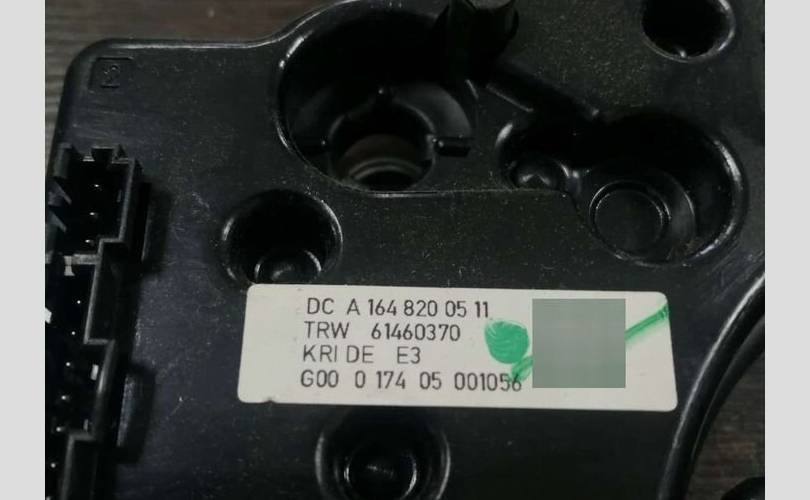 DC A 164 820 05 11
TRW 61460370
KRI DE E3
G00 0 174 05 001056